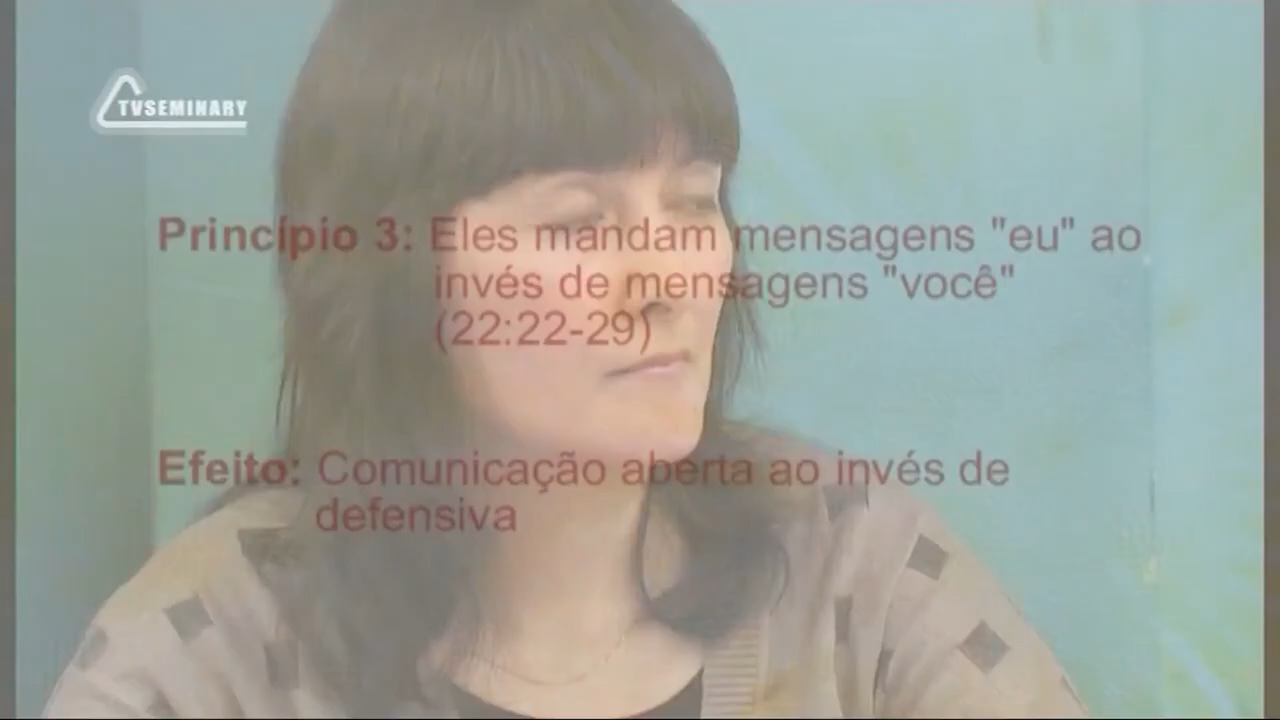 TVSEMINARY
Princípio 3: Eles mandam mensagens "eu" ao
invés de mensagens "você"
(22:22-29)
Efeito: Comunicação aberta ao invés de
defensiva